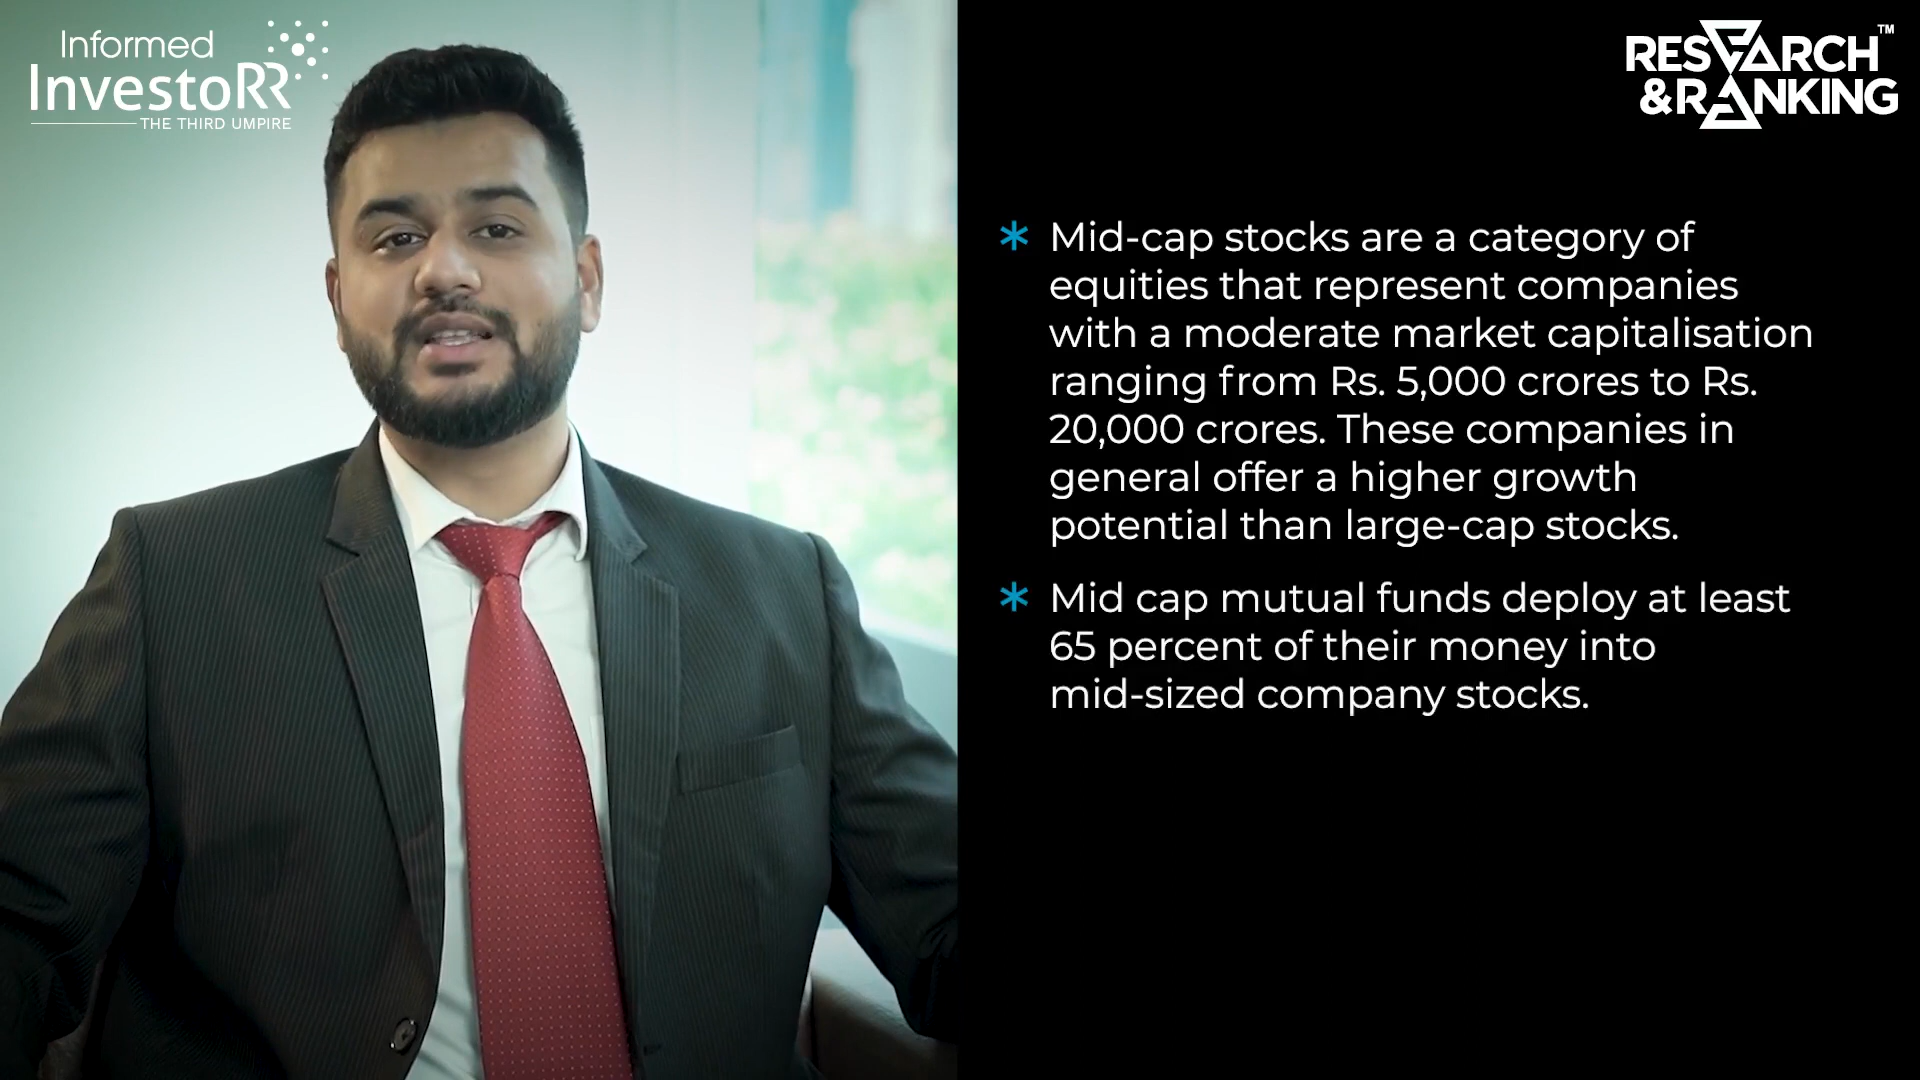 Informed
InvestoRR
THE THIRD UMPIRE
RESEARCH™
&RANKING
Mid-cap stocks are a category of
equities that represent companies
with a moderate market capitalisation
ranging from Rs. 5,000 crores to Rs.
20,000 crores. These companies in
general offer a higher growth
potential than large-cap stocks.
Mid cap mutual funds deploy at least
65 percent of their money into
mid-sized company stocks.